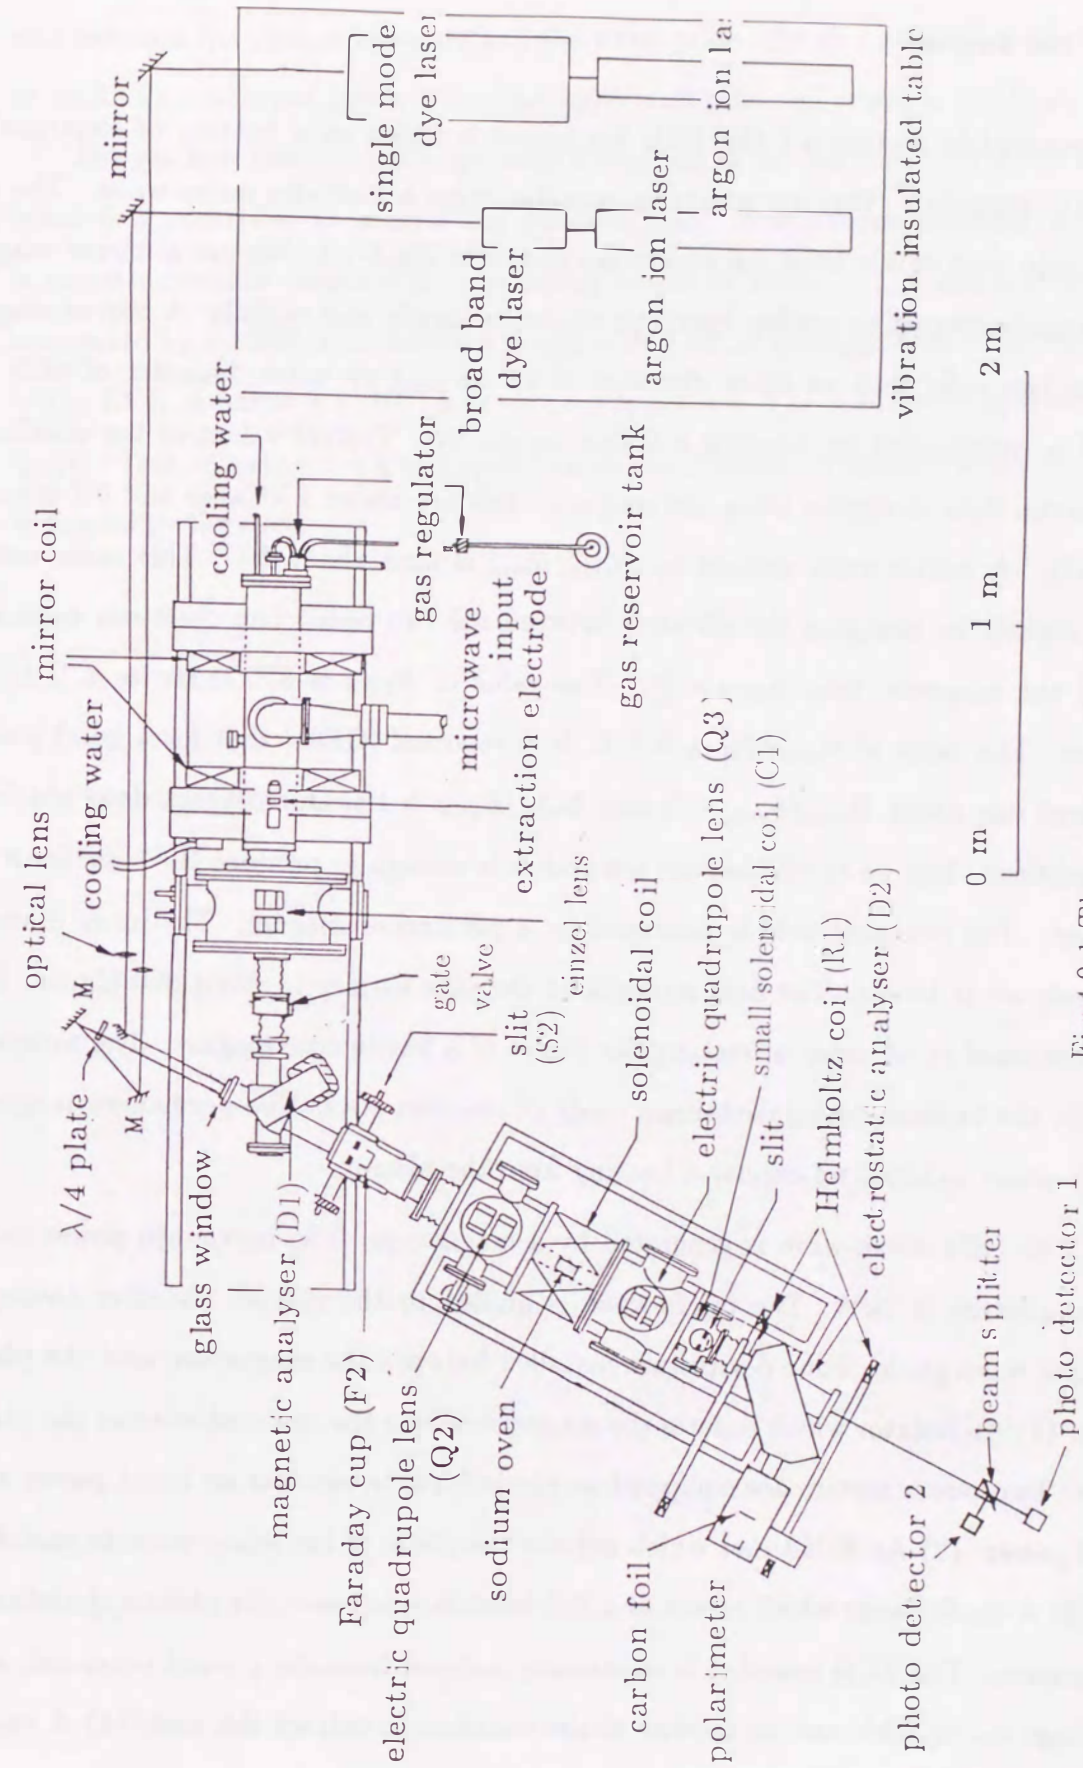 mirror
single mode
dye laser
argon ion la
broad band
dye laser
argon ion laser
vibration insulated table
cooling water
gas regulator
gas reservoir tank
mirror coil
cooling water
optical lens
microwave
input
extraction electrode
einzel lens
gate
valve
slit
(S2)
M
λ/4 plate
M
glass window
magnetic analyser (D1)
Faraday cup (F2)
electric quadrupole lens
(Q2)
sodium oven
solenoidal coil
electric quadrupole lens (Q3)
small solenoidal coil (C1)
slit
Helmholtz coil (R1)
electrostatic analyser (D2)
carbon foil
polarimeter
photo detector 2
beam splitter
photo detector 1
0 m
1 m
2 m